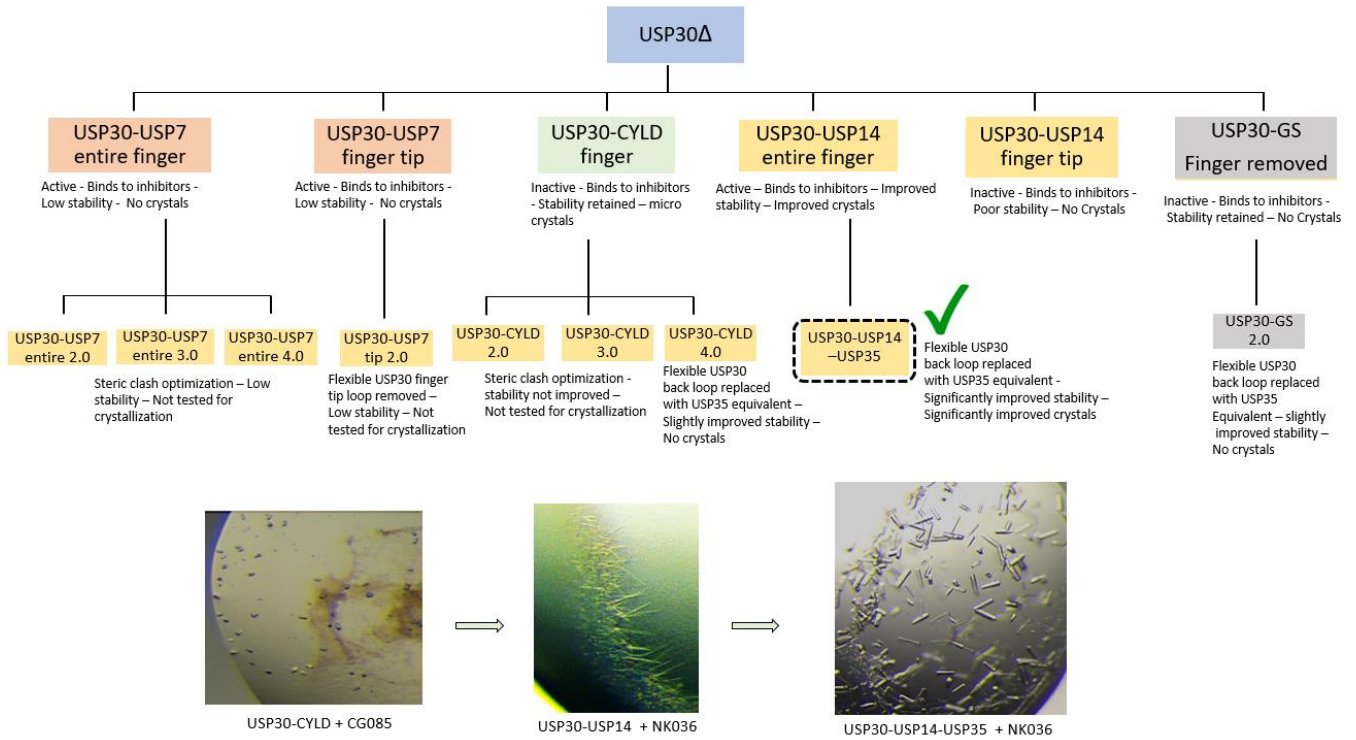 USP30Δ
USP30-USP7
entire finger
Active - Binds to inhibitors -
Low stability - No crystals
USP30-USP7
finger tip
Active - Binds to inhibitors -
Low stability - No crystals
USP30-CYLD
finger
Inactive - Binds to inhibitors
- Stability retained – micro
crystals
USP30-USP14
entire finger
Active – Binds to inhibitors – Improved
stability – Improved crystals
USP30-USP14
finger tip
Inactive - Binds to inhibitors -
Poor stability – No Crystals
USP30-GS
Finger removed
Inactive - Binds to inhibitors -
Stability retained – No Crystals
USP30-USP7
entire 2.0
USP30-USP7
entire 3.0
USP30-USP7
entire 4.0
Steric clash optimization – Low
stability – Not tested for
crystallization
USP30-USP7
tip 2.0
Flexible USP30 finger
tip loop removed –
Low stability – Not
tested for crystallization
USP30-CYLD
2.0
USP30-CYLD
3.0
Steric clash optimization -
stability not improved –
Not tested for crystallization
USP30-CYLD
4.0
Flexible USP30
back loop replaced
with USP35 equivalent –
Slightly improved stability –
No crystals
USP30-USP14
–USP35
Flexible USP30
back loop replaced
with USP35 equivalent -
Significantly improved stability –
Significantly improved crystals
USP30-GS
2.0
Flexible USP30
back loop replaced
with USP35
Equivalent – slightly
improved stability –
No crystals
USP30-CYLD + CG085
USP30-USP14 + NK036
USP30-USP14-USP35 + NK036